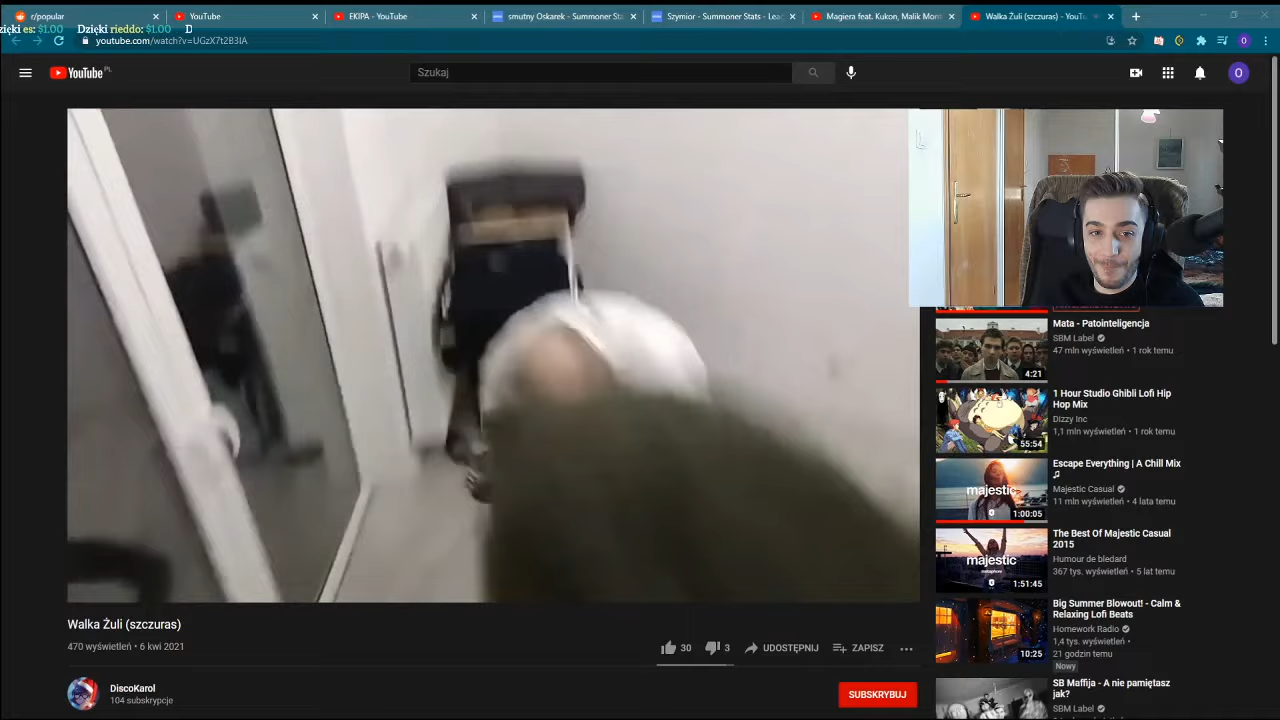 r/popular
YouTube
EKIPA - YouTube
smutny Oskarek - Summoner Sta
Szymior - Summoner Stats - Lea
Magiera feat. Kukon, Malik Mont
Walka Żuli (szczuras) - YouTu
es: $1.00 Dzięki rieddo: $1.00 D
youtube.com/watch?v=UGzX7t2B3IA
YouTube PL
Szukaj
O
O
Mata - Patointeligencja
SBM Label
47 mln wyświetleń • 1 rok temu
4:21
1 Hour Studio Ghibli Lofi Hip
Hop Mix
Dizzy Inc
1,1 mln wyświetleń • 1 rok temu
55:54
Escape Everything | A Chill Mix
♫
Majestic Casual
11 mln wyświetleń • 4 lata temu
majestic
1:00:05
The Best Of Majestic Casual
2015
Humour de bledard
367 tys. wyświetleń • 5 lat temu
majestic
1:51:45
Big Summer Blowout! - Calm &
Relaxing Lofi Beats
Homework Radio
1,4 tys. wyświetleń •
21 godzin temu
Nowy
10:25
SB Maffija - A nie pamiętasz
jak?
SBM Label
Walka Żuli (szczuras)
470 wyświetleń • 6 kwi 2021
30
3
UDOSTĘPNIJ
ZAPISZ
DiscoKarol
104 subskrypcje
SUBSKRYBUJ